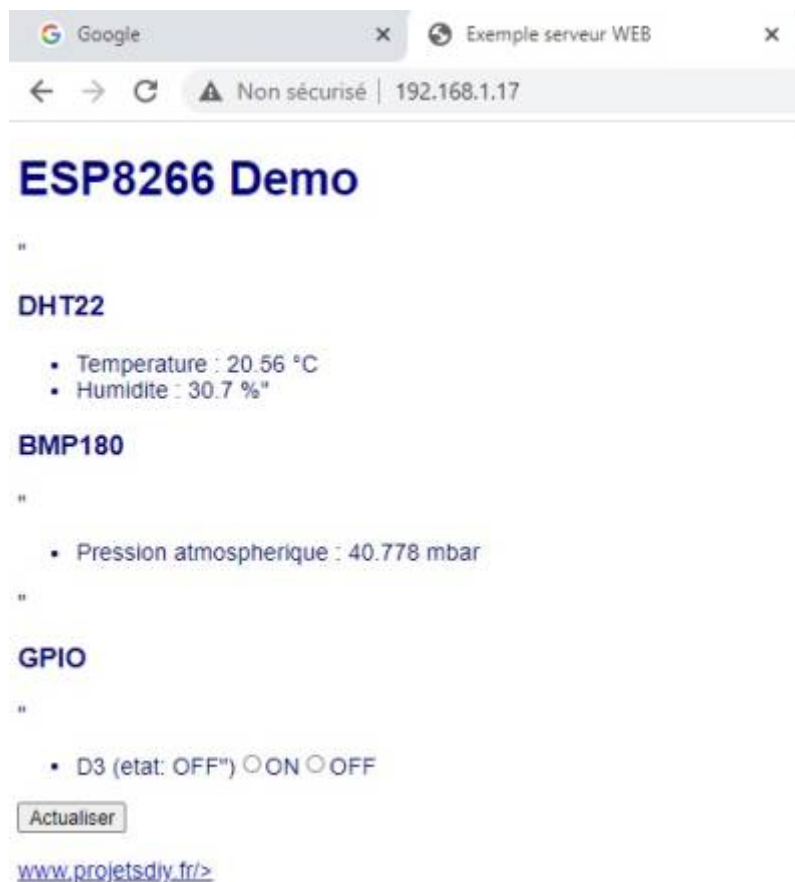 Google
Exemple serveur WEB
Non sécurisé | 192.168.1.17
ESP8266 Demo
"
DHT22
• Temperature : 20.56 °C
• Humidite : 30.7 %"
BMP180
"
• Pression atmospherique : 40.778 mbar
"
GPIO
"
• D3 (etat: OFF") ON OFF
Actualiser
www.projetsdiy.fr/>